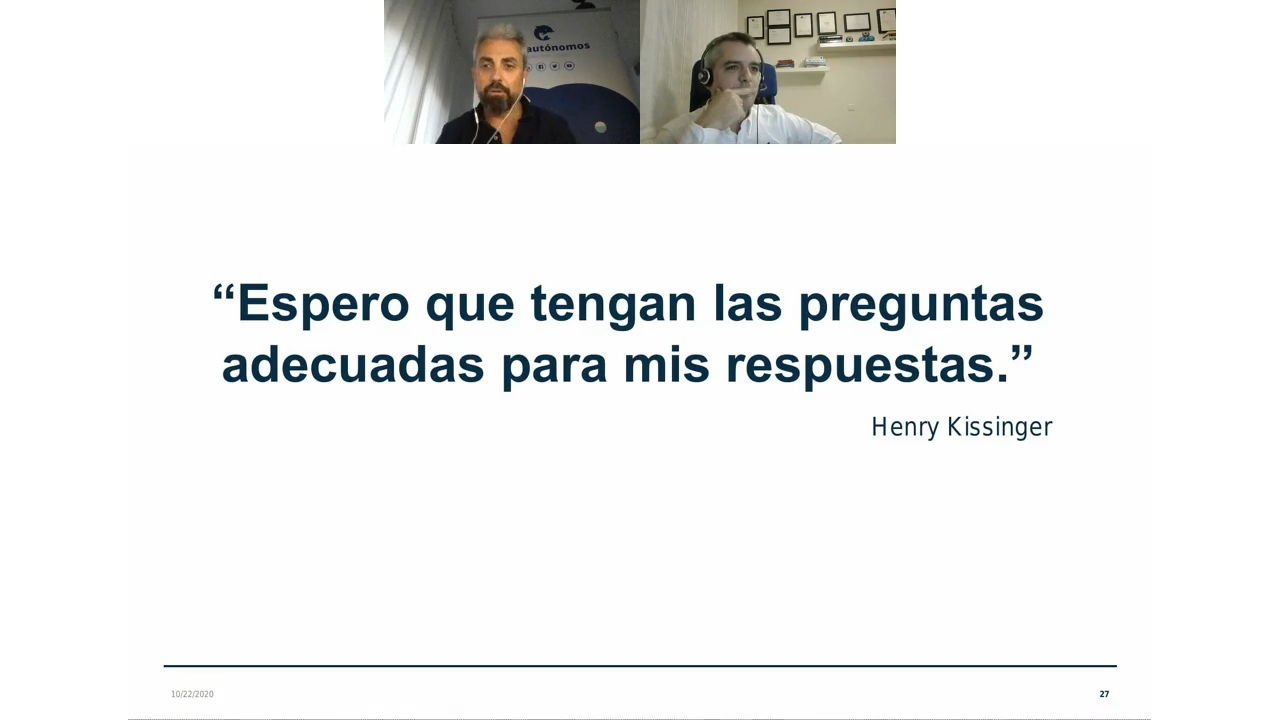 autónomos
“Espero que tengan las preguntas
adecuadas para mis respuestas.”
Henry Kissinger
10/22/2020
27